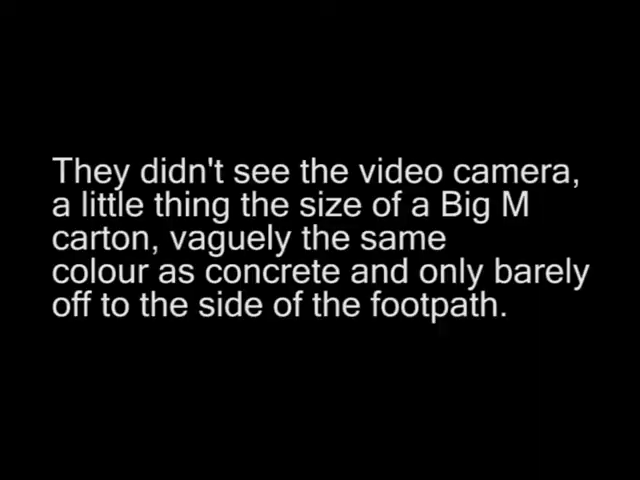 They didn't see the video camera,
a little thing the size of a Big M
carton, vaguely the same
colour as concrete and only barely
off to the side of the footpath.